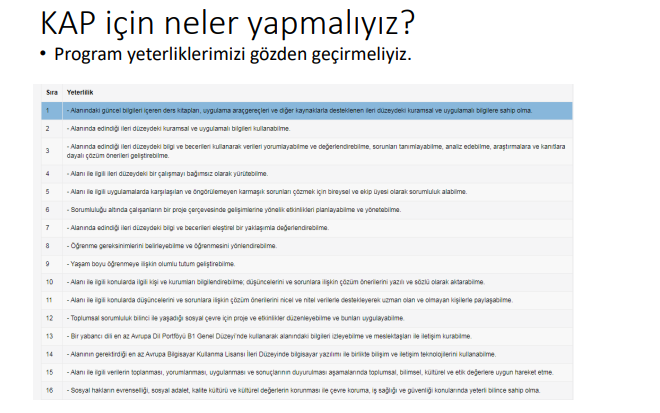 KAP için neler yapmalıyız?
• Program yeterliklerimizi gözden geçirmeliyiz.
Sıra Yeterlilik
1 - Alanındaki güncel bilgileri içeren ders kitapları, uygulama araçgereçleri ve diğer kaynaklarla desteklenen ileri düzeydeki kuramsal ve uygulamalı bilgilere sahip olma.
2 - Alanında edindiği ileri düzeydeki kuramsal ve uygulamalı bilgileri kullanabilme.
3 - Alanında edindiği ileri düzeydeki bilgi ve becerileri kullanarak verileri yorumlayabilme ve değerlendirebilme, sorunları tanımlayabilme, analiz edebilme, araştırmalara ve kanıtlara
dayalı çözüm önerileri geliştirebilme.
4 - Alanı ile ilgili ileri düzeydeki bir çalışmayı bağımsız olarak yürütebilme.
5 - Alanı ile ilgili uygulamalarda karşılaşılan ve öngörülemeyen karmaşık sorunları çözmek için bireysel ve ekip üyesi olarak sorumluluk alabilme.
6 - Sorumluluğu altında çalışanların bir proje çerçevesinde gelişimlerine yönelik etkinlikleri planlayabilme ve yönetebilme.
7 - Alanında edindiği ileri düzeydeki bilgi ve becerileri eleştirel bir yaklaşımla değerlendirebilme.
8 - Öğrenme gereksinimlerini belirleyebilme ve öğrenmesini yönlendirebilme.
9 - Yaşam boyu öğrenmeye ilişkin olumlu tutum geliştirebilme.
10 - Alanı ile ilgili konularda ilgili kişi ve kurumları bilgilendirebilme; düşüncelerini ve sorunlara ilişkin çözüm önerilerini yazılı ve sözlü olarak aktarabilme.
11 - Alanı ile ilgili konularda düşüncelerini ve sorunlara ilişkin çözüm önerilerini nicel ve nitel verilerle destekleyerek uzman olan ve olmayan kişilerle paylaşabilme.
12 - Toplumsal sorumluluk bilinci ile yaşadığı sosyal çevre için proje ve etkinlikler düzenleyebilme ve bunları uygulayabilme.
13 - Bir yabancı dili en az Avrupa Dil Portföyü B1 Genel Düzeyi'nde kullanarak alanındaki bilgileri izleyebilme ve meslektaşları ile iletişim kurabilme.
14 - Alanının gerektirdiği en az Avrupa Bilgisayar Kullanma Lisansı İleri Düzeyinde bilgisayar yazılımı ile birlikte bilişim ve iletişim teknolojilerini kullanabilme.
15 - Alanı ile ilgili verilerin toplanması, yorumlanması, uygulanması ve sonuçlarının duyurulması aşamalarında toplumsal, bilimsel, kültürel ve etik değerlere uygun hareket etme.
16 - Sosyal hakların evrenselliği, sosyal adalet, kalite kültürü ve kültürel değerlerin korunması ile çevre koruma, iş sağlığı ve güvenliği konularında yeterli bilince sahip olma.